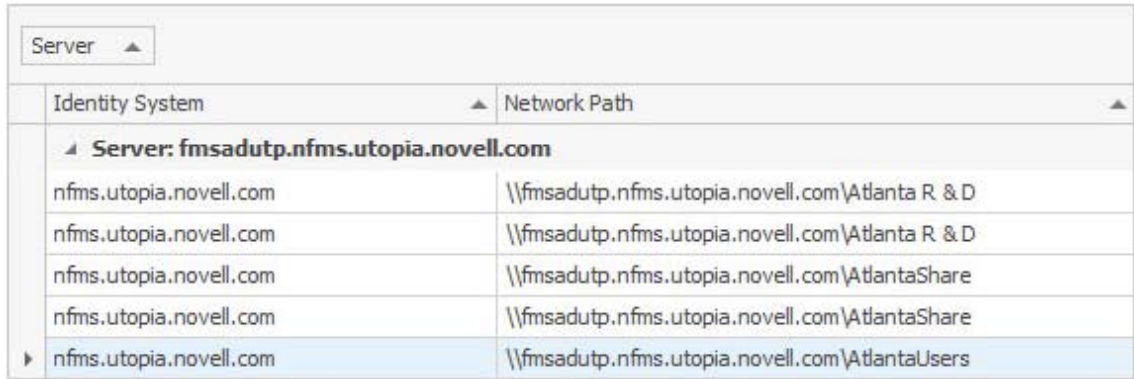 Server
Identity System Network Path
Server: fmsadutp.nfms.utopia.novell.com
nfms.utopia.novell.com \\fmsadutp.nfms.utopia.novell.com\Atlanta R & D
nfms.utopia.novell.com \\fmsadutp.nfms.utopia.novell.com\Atlanta R & D
nfms.utopia.novell.com \\fmsadutp.nfms.utopia.novell.com\AtlantaShare
nfms.utopia.novell.com \\fmsadutp.nfms.utopia.novell.com\AtlantaShare
nfms.utopia.novell.com \\fmsadutp.nfms.utopia.novell.com\AtlantaUsers